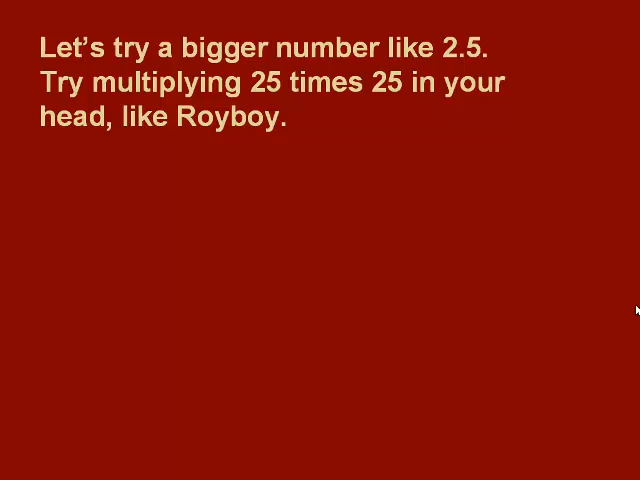 Let’s try a bigger number like 2.5.
Try multiplying 25 times 25 in your
head, like Royboy.